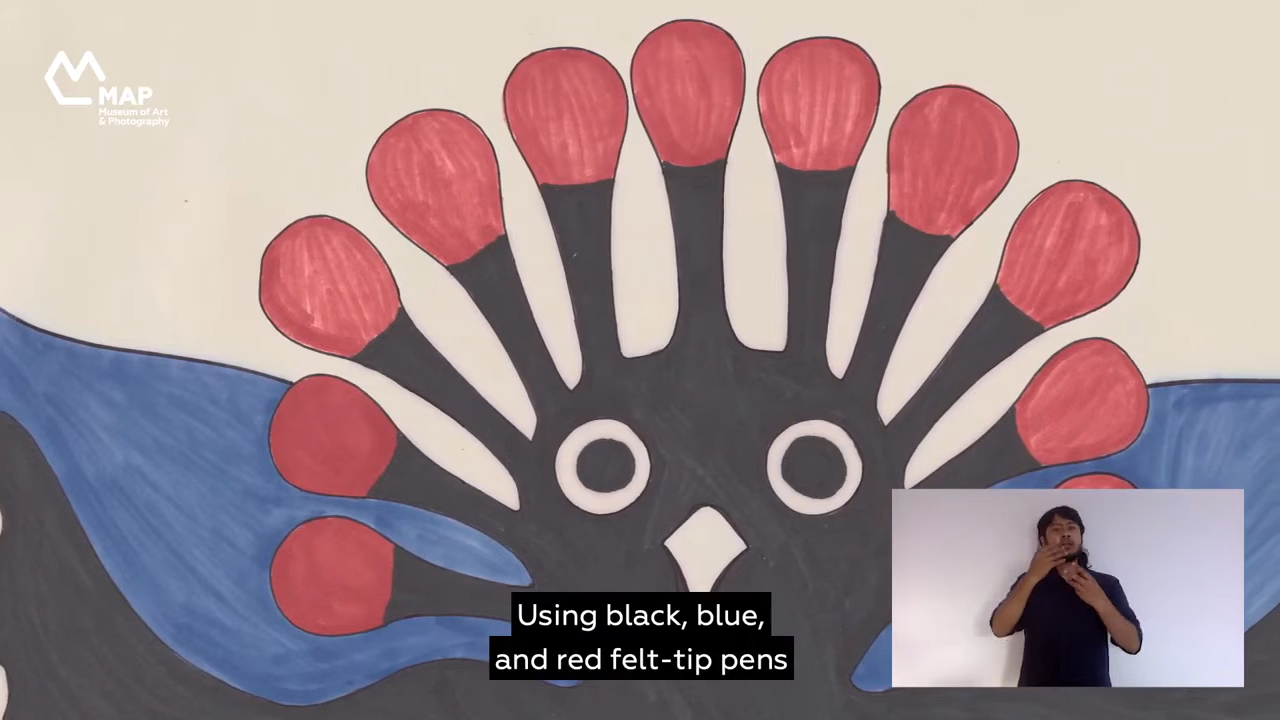 MAP
Museum of Art
& Photography
Using black, blue,
and red felt-tip pens